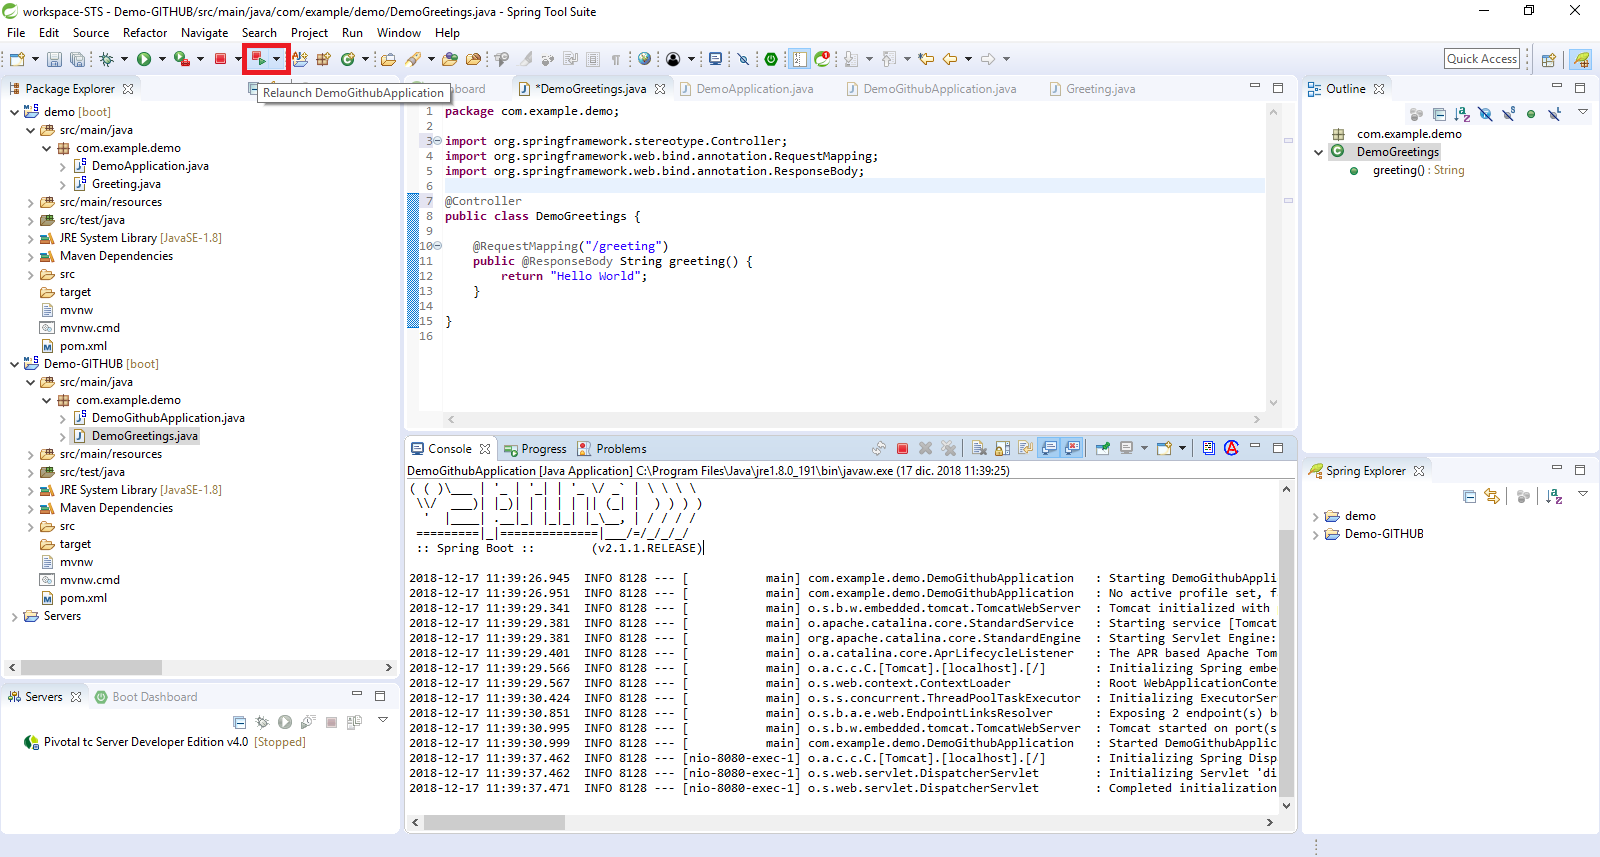 workspace-STS - Demo-GITHUB/src/main/java/com/example/demo/DemoGreetings.java - Spring Tool Suite
File Edit Source Refactor Navigate Search Project Run Window Help
Quick Access
Package Explorer
Relaunch DemoGithubApplication
demo [boot]
src/main/java
com.example.demo
DemoApplication.java
Greeting.java
src/main/resources
src/test/java
JRE System Library [JavaSE-1.8]
Maven Dependencies
src
target
mvnw
mvnw.cmd
pom.xml
Demo-GITHUB [boot]
src/main/java
com.example.demo
DemoGithubApplication.java
DemoGreetings.java
src/main/resources
src/test/java
JRE System Library [JavaSE-1.8]
Maven Dependencies
src
target
mvnw
mvnw.cmd
pom.xml
Servers
Servers Boot Dashboard
Pivotal tc Server Developer Edition v4.0 [Stopped]
board *DemoGreetings.java DemoApplication.java DemoGithubApplication.java Greeting.java
1 package com.example.demo;
2
3 import org.springframework.stereotype.Controller;
4 import org.springframework.web.bind.annotation.RequestMapping;
5 import org.springframework.web.bind.annotation.ResponseBody;
6
7 @Controller
8 public class DemoGreetings {
9
10 @RequestMapping("/greeting")
11 public @ResponseBody String greeting() {
12 return "Hello World";
13 }
14
15 }
16
Console Progress Problems
DemoGithubApplication [Java Application] C:\Program Files\Java\jre1.8.0_191\bin\javaw.exe (17 dic. 2018 11:39:25)
( ( )\___ | '_ | '_| | '_ \/ _` | \ \ \ \
\\/ ___)| |_)| | | | | || (_| | ) ) ) )
' |____| .__|_| |_|_| |_\__, | / / / /
=========|_|==============|___/=/_/_/_/
:: Spring Boot :: (v2.1.1.RELEASE)
2018-12-17 11:39:26.945 INFO 8128 --- [ main] com.example.demo.DemoGithubApplication : Starting DemoGithubAppli
2018-12-17 11:39:26.951 INFO 8128 --- [ main] com.example.demo.DemoGithubApplication : No active profile set, f
2018-12-17 11:39:29.341 INFO 8128 --- [ main] o.s.b.w.embedded.tomcat.TomcatWebServer : Tomcat initialized with
2018-12-17 11:39:29.381 INFO 8128 --- [ main] o.apache.catalina.core.StandardService : Starting service [Tomcat
2018-12-17 11:39:29.381 INFO 8128 --- [ main] org.apache.catalina.core.StandardEngine : Starting Servlet Engine:
2018-12-17 11:39:29.401 INFO 8128 --- [ main] o.a.catalina.core.AprLifecycleListener : The APR based Apache Tom
2018-12-17 11:39:29.566 INFO 8128 --- [ main] o.a.c.c.C.[Tomcat].[localhost].[/] : Initializing Spring embe
2018-12-17 11:39:29.567 INFO 8128 --- [ main] o.s.web.context.ContextLoader : Root WebApplicationConte
2018-12-17 11:39:30.424 INFO 8128 --- [ main] o.s.s.concurrent.ThreadPoolTaskExecutor : Initializing ExecutorSer
2018-12-17 11:39:30.851 INFO 8128 --- [ main] o.s.b.a.e.web.EndpointLinksResolver : Exposing 2 endpoint(s) b
2018-12-17 11:39:30.995 INFO 8128 --- [ main] o.s.b.w.embedded.tomcat.TomcatWebServer : Tomcat started on port(s
2018-12-17 11:39:30.999 INFO 8128 --- [ main] com.example.demo.DemoGithubApplication : Started DemoGithubApplic
2018-12-17 11:39:37.462 INFO 8128 --- [nio-8080-exec-1] o.a.c.c.C.[Tomcat].[localhost].[/] : Initializing Spring Disp
2018-12-17 11:39:37.462 INFO 8128 --- [nio-8080-exec-1] o.s.web.servlet.DispatcherServlet : Initializing Servlet 'di
2018-12-17 11:39:37.471 INFO 8128 --- [nio-8080-exec-1] o.s.web.servlet.DispatcherServlet : Completed initialization
Outline
com.example.demo
DemoGreetings
greeting() : String
Spring Explorer
demo
Demo-GITHUB